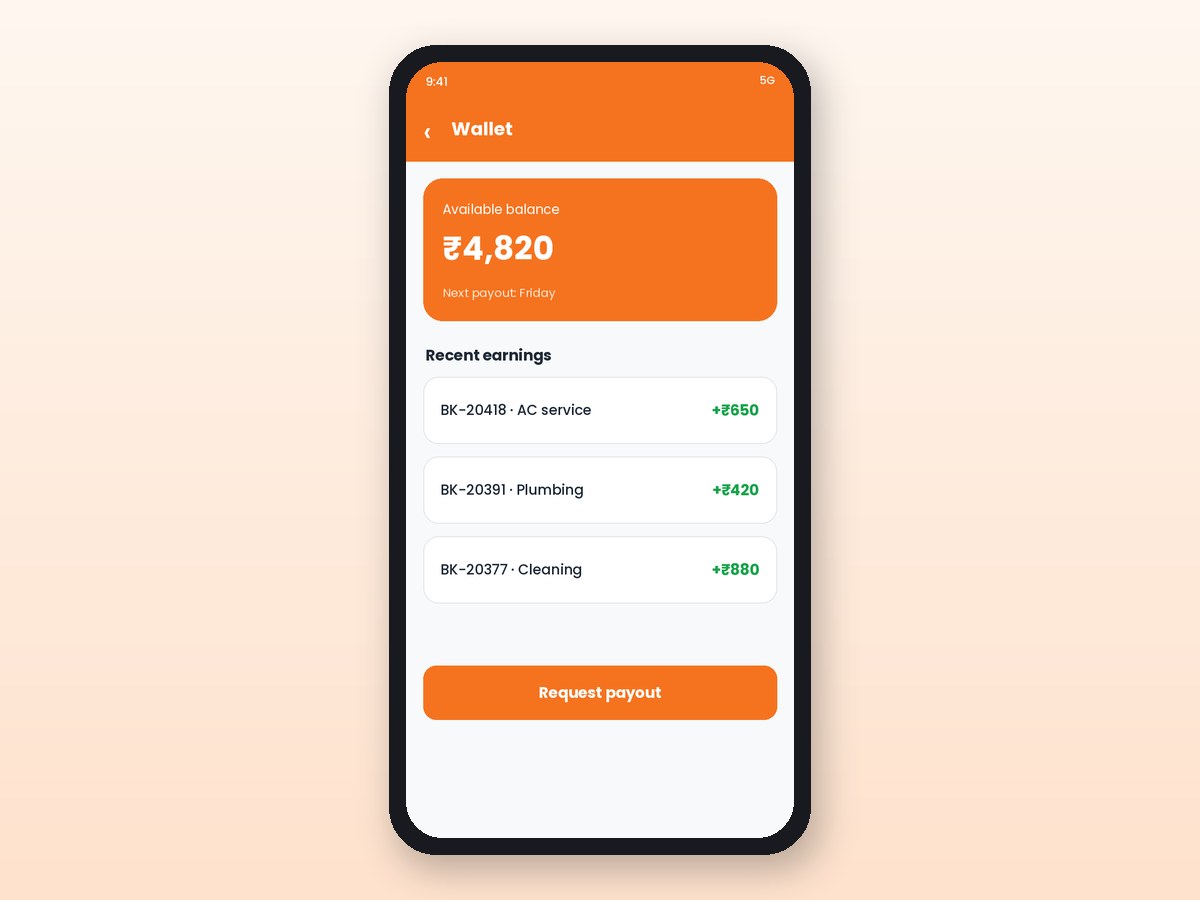 9:41 5G
‹ Wallet
Available balance
₹4,820
Next payout: Friday
Recent earnings
BK-20418 · AC service +₹650
BK-20391 · Plumbing +₹420
BK-20377 · Cleaning +₹880
Request payout